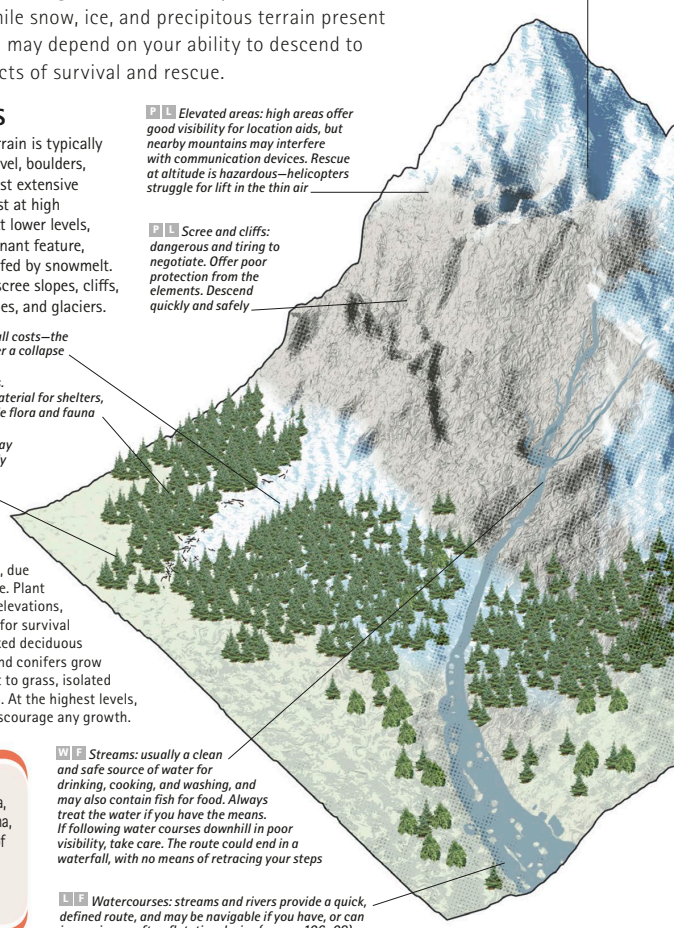 ile snow, ice, and precipitous terrain present
may depend on your ability to descend to
cts of survival and rescue.
S
rrain is typically
vel, boulders,
st extensive
st at high
t lower levels,
nant feature,
fed by snowmelt.
scree slopes, cliffs,
es, and glaciers.
P L Elevated areas: high areas offer
good visibility for location aids, but
nearby mountains may interfere
with communication devices. Rescue
at altitude is hazardous—helicopters
struggle for lift in the thin air
P L Scree and cliffs:
dangerous and tiring to
negotiate. Offer poor
protection from the
elements. Descend
quickly and safely
all costs—the
er a collapse
s.
aterial for shelters,
e flora and fauna
ay
y
, due
e. Plant
elevations,
for survival
ed deciduous
nd conifers grow
t to grass, isolated
. At the highest levels,
scourage any growth.
W F Streams: usually a clean
and safe source of water for
drinking, cooking, and washing, and
may also contain fish for food. Always
treat the water if you have the means.
If following water courses downhill in poor
visibility, take care. The route could end in a
waterfall, with no means of retracing your steps
a,
na,
f
L F Watercourses: streams and rivers provide a quick,
defined route, and may be navigable if you have, or can